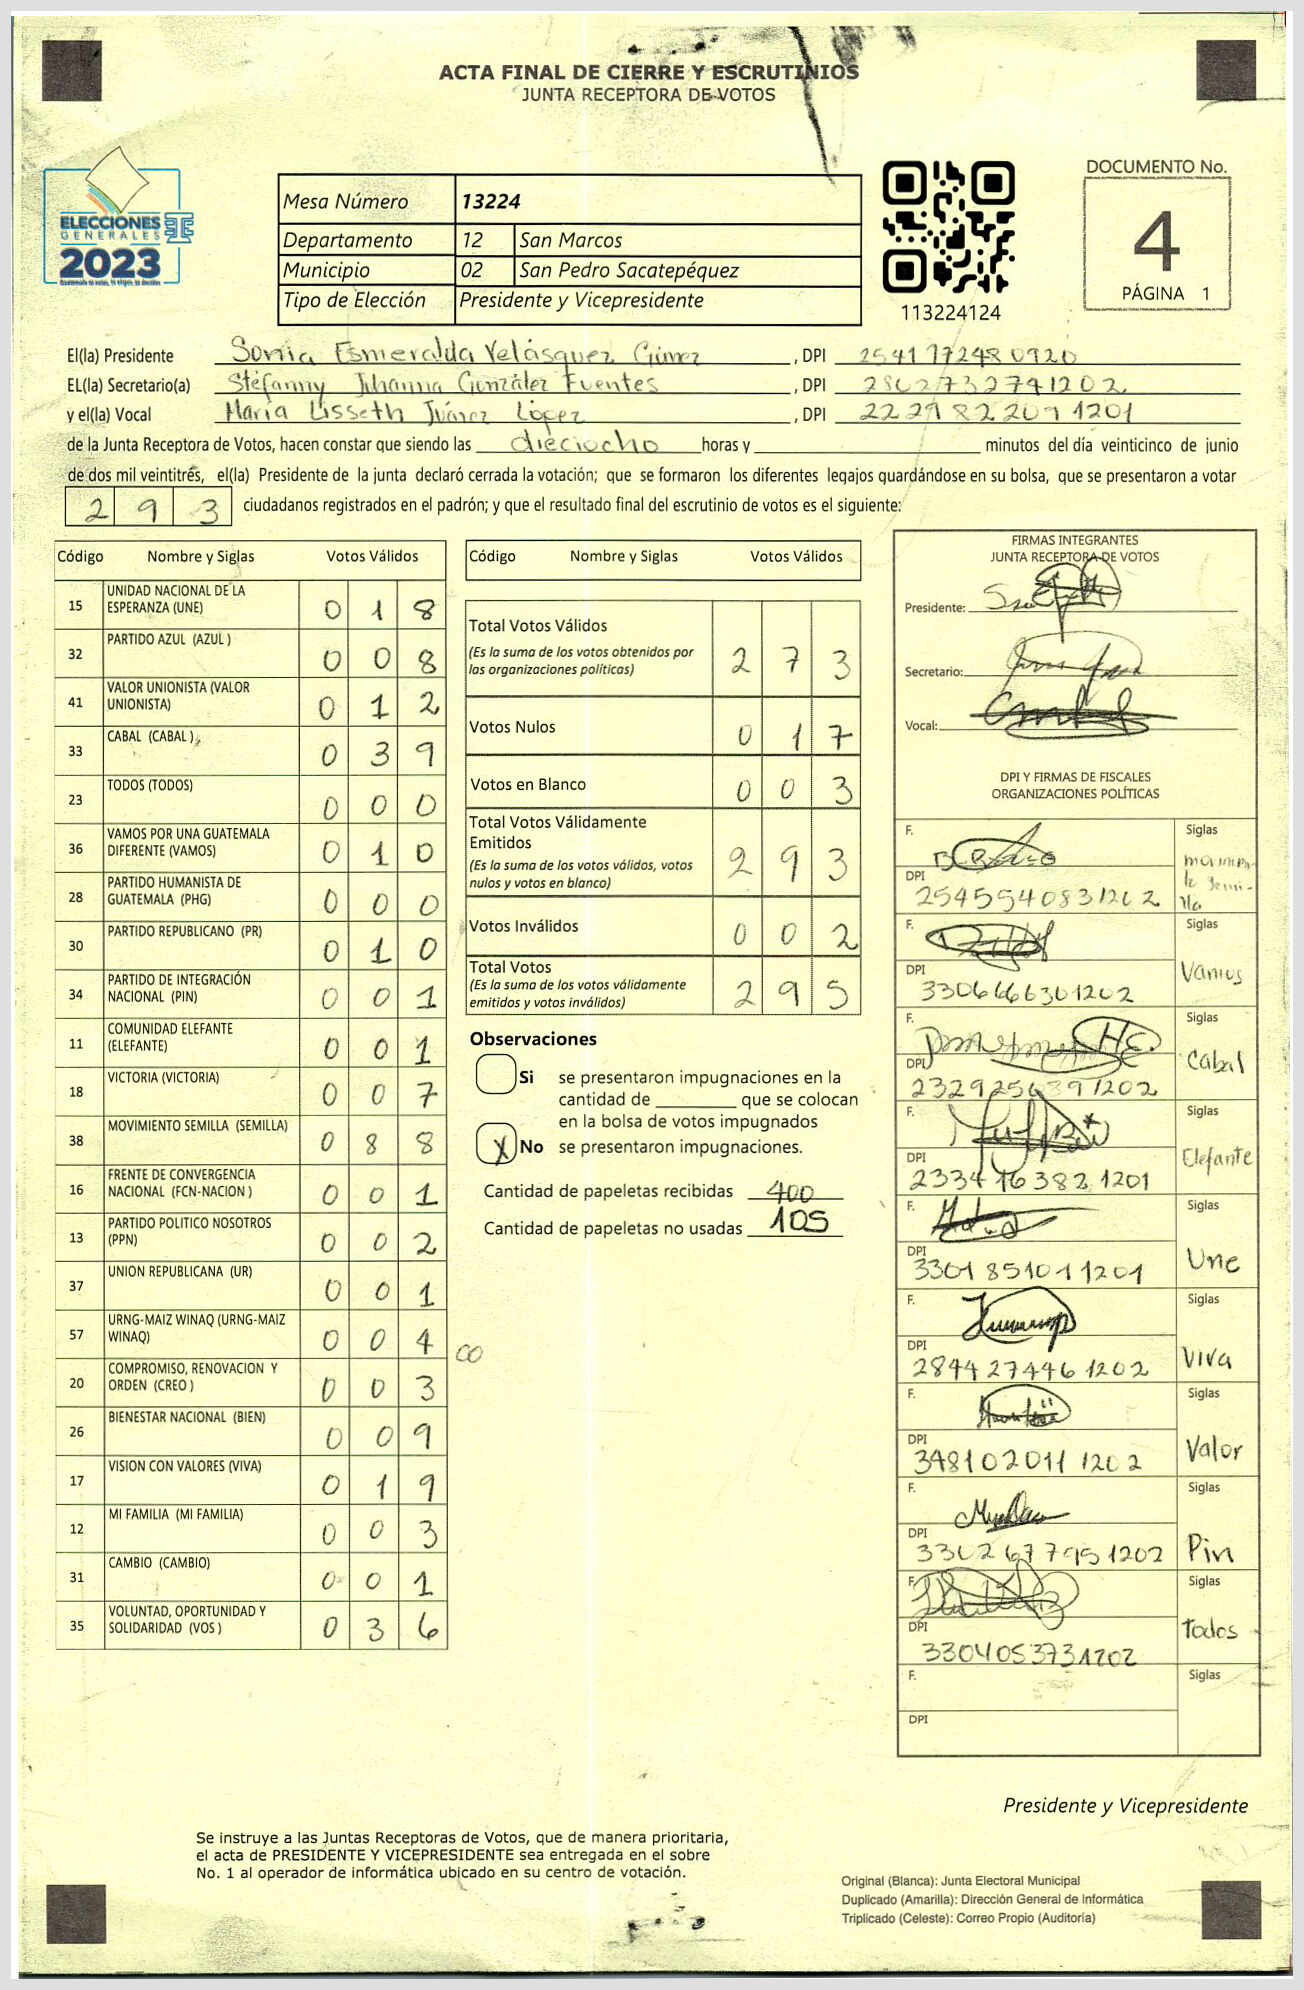 ACTA FINAL DE CIERRE Y ESCRUTINIOS
JUNTA RECEPTORA DE VOTOS
ELECCIONES
GENERALES
2023
Mesa Número 13224
Departamento 12 San Marcos
Municipio 02 San Pedro Sacatepéquez
Tipo de Elección Presidente y Vicepresidente
113224124
DOCUMENTO No.
4
PÁGINA 1
El(la) Presidente Sonia Esmeralda Velásquez Gómez , DPI 2541772480920
EL(la) Secretario(a) Stefanny Juhanna González Fuentes , DPI 2802732741202
y el(la) Vocal María Lisseth Juárez López , DPI 2229822091201
de la Junta Receptora de Votos, hacen constar que siendo las dieciocho horas y minutos del día veinticinco de junio
de dos mil veintitrés, el(la) Presidente de la junta declaró cerrada la votación; que se formaron los diferentes legajos guardándose en su bolsa, que se presentaron a votar
293 ciudadanos registrados en el padrón; y que el resultado final del escrutinio de votos es el siguiente:
Código Nombre y Siglas Votos Válidos
15 UNIDAD NACIONAL DE LA ESPERANZA (UNE) 0 1 8
32 PARTIDO AZUL (AZUL ) 0 0 8
41 VALOR UNIONISTA (VALOR UNIONISTA) 0 1 2
33 CABAL (CABAL ) 0 3 9
23 TODOS (TODOS) 0 0 0
36 VAMOS POR UNA GUATEMALA DIFERENTE (VAMOS) 0 1 0
28 PARTIDO HUMANISTA DE GUATEMALA (PHG) 0 0 0
30 PARTIDO REPUBLICANO (PR) 0 1 0
34 PARTIDO DE INTEGRACIÓN NACIONAL (PIN) 0 0 1
11 COMUNIDAD ELEFANTE (ELEFANTE) 0 0 1
18 VICTORIA (VICTORIA) 0 0 7
38 MOVIMIENTO SEMILLA (SEMILLA) 0 8 8
16 FRENTE DE CONVERGENCIA NACIONAL (FCN-NACION ) 0 0 1
13 PARTIDO POLITICO NOSOTROS (PPN) 0 0 2
37 UNION REPUBLICANA (UR) 0 0 1
57 URNG-MAIZ WINAQ (URNG-MAIZ WINAQ) 0 0 4
20 COMPROMISO, RENOVACION Y ORDEN (CREO ) 0 0 3
26 BIENESTAR NACIONAL (BIEN) 0 0 9
17 VISION CON VALORES (VIVA) 0 1 9
12 MI FAMILIA (MI FAMILIA) 0 0 3
31 CAMBIO (CAMBIO) 0 0 1
35 VOLUNTAD, OPORTUNIDAD Y SOLIDARIDAD (VOS ) 0 3 6
Código Nombre y Siglas Votos Válidos
Total Votos Válidos 2 7 3
(Es la suma de los votos obtenidos por
las organizaciones políticas)
Votos Nulos 0 1 7
Votos en Blanco 0 0 3
Total Votos Válidamente
Emitidos 2 9 3
(Es la suma de los votos válidos, votos
nulos y votos en blanco)
Votos Inválidos 0 0 2
Total Votos 2 9 5
(Es la suma de los votos válidamente
emitidos y votos inválidos)
Observaciones
Si se presentaron impugnaciones en la
cantidad de ________ que se colocan
en la bolsa de votos impugnados
X No se presentaron impugnaciones.
Cantidad de papeletas recibidas 400
Cantidad de papeletas no usadas 105
FIRMAS INTEGRANTES
JUNTA RECEPTORA DE VOTOS
Presidente:
Secretario:
Vocal:
DPI Y FIRMAS DE FISCALES
ORGANIZACIONES POLÍTICAS
F. Siglas
DPI 2545540831202
F. Siglas Vamos
DPI 3306666301202
F. Siglas Cabal
DPI
F. Siglas Elefante
DPI 2334163821201
F. Siglas Une
DPI 3301851011201
F. Siglas Viva
DPI 2844274461202
F. Siglas Valor
DPI 3481020111202
F. Siglas Pin
DPI 3302677951202
F. Siglas Todos
DPI 3304053731202
F. Siglas
DPI
Presidente y Vicepresidente
Se instruye a las Juntas Receptoras de Votos, que de manera prioritaria,
el acta de PRESIDENTE Y VICEPRESIDENTE sea entregada en el sobre
No. 1 al operador de informática ubicado en su centro de votación.
Original (Blanca): Junta Electoral Municipal
Duplicado (Amarilla): Dirección General de Informática
Triplicado (Celeste): Correo Propio (Auditoría)